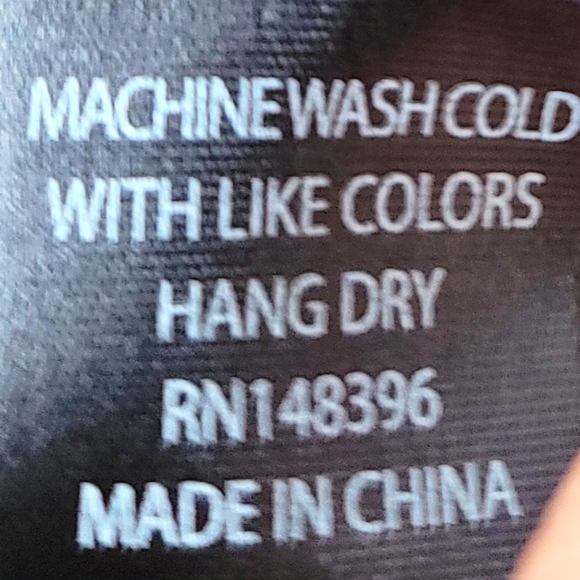 MACHINE WASH COLD
WITH LIKE COLORS
HANG DRY
RN148396
MADE IN CHINA